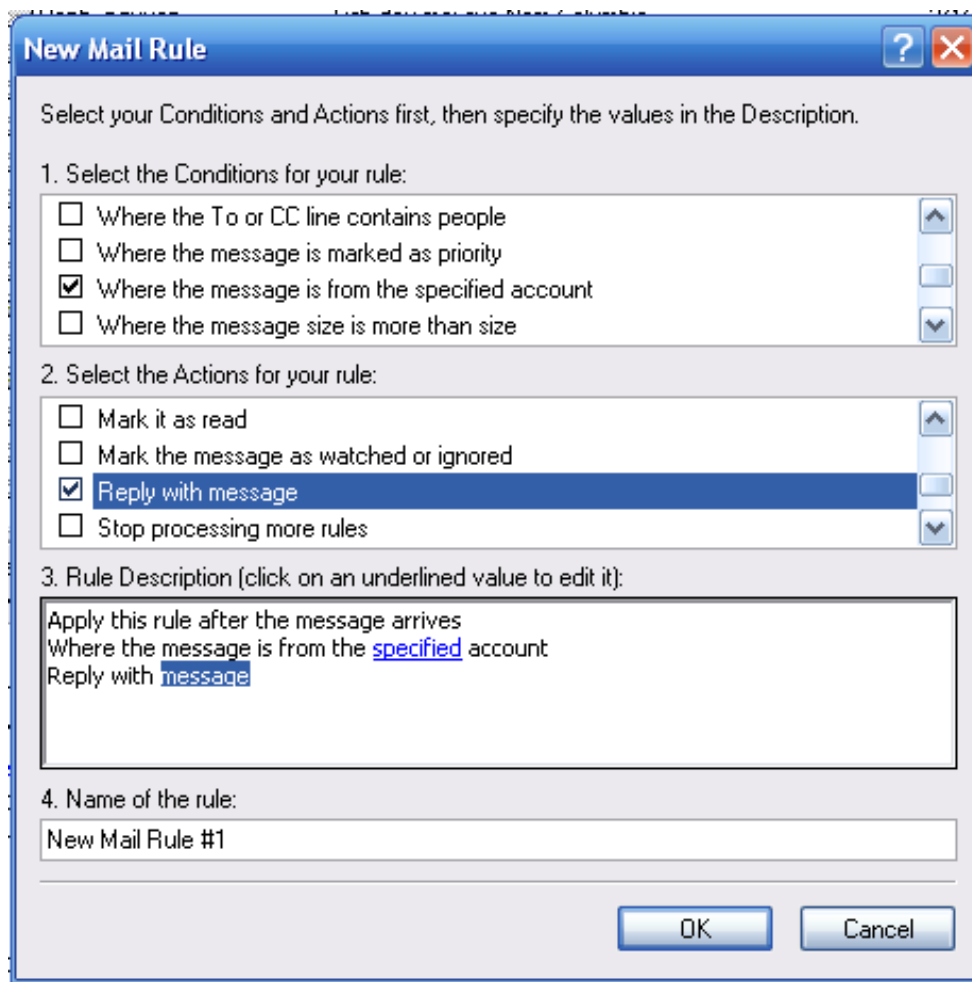 New Mail Rule
Select your Conditions and Actions first, then specify the values in the Description.
1. Select the Conditions for your rule:
Where the To or CC line contains people
Where the message is marked as priority
Where the message is from the specified account
Where the message size is more than size
2. Select the Actions for your rule:
Mark it as read
Mark the message as watched or ignored
Reply with message
Stop processing more rules
3. Rule Description (click on an underlined value to edit it):
Apply this rule after the message arrives
Where the message is from the specified account
Reply with message
4. Name of the rule:
New Mail Rule #1
OK Cancel